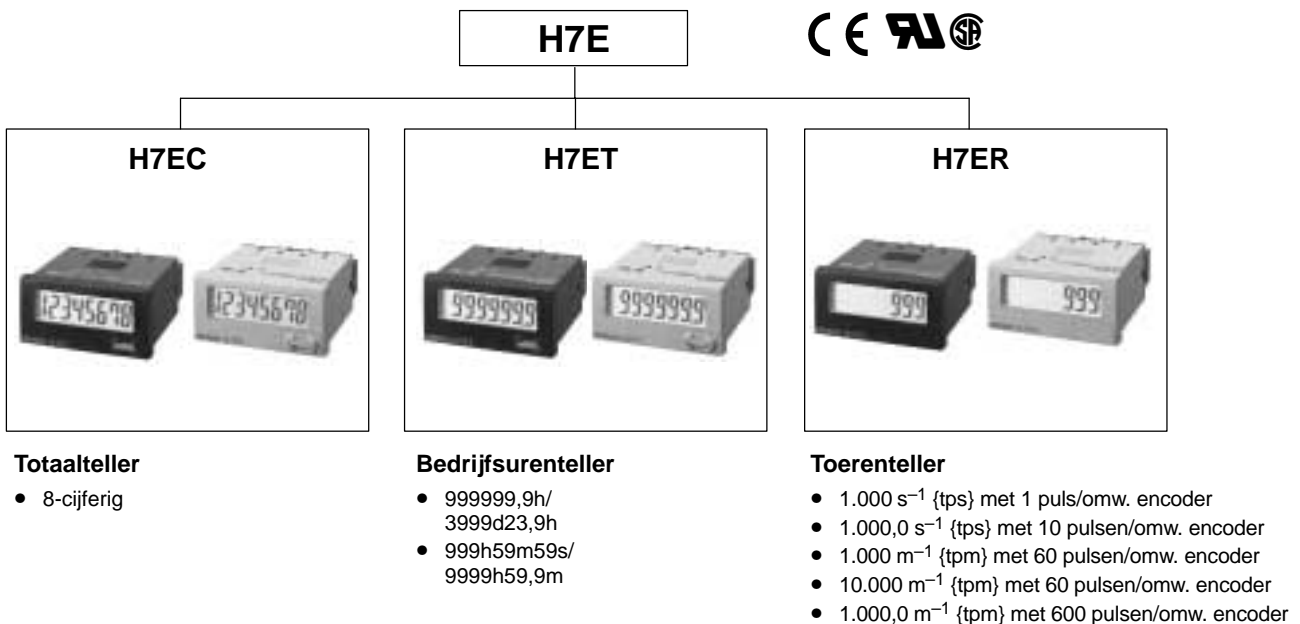 H7E
CE RU SA
H7EC
H7ET
H7ER
12345678
12345678
9999999
9999999
999
999
Totaalteller
• 8-cijferig
Bedrijfsurenteller
• 999999,9h/
3999d23,9h
• 999h59m59s/
9999h59,9m
Toerenteller
• 1.000 s⁻¹ {tps} met 1 puls/omw. encoder
• 1.000,0 s⁻¹ {tps} met 10 pulsen/omw. encoder
• 1.000 m⁻¹ {tpm} met 60 pulsen/omw. encoder
• 10.000 m⁻¹ {tpm} met 60 pulsen/omw. encoder
• 1.000,0 m⁻¹ {tpm} met 600 pulsen/omw. encoder